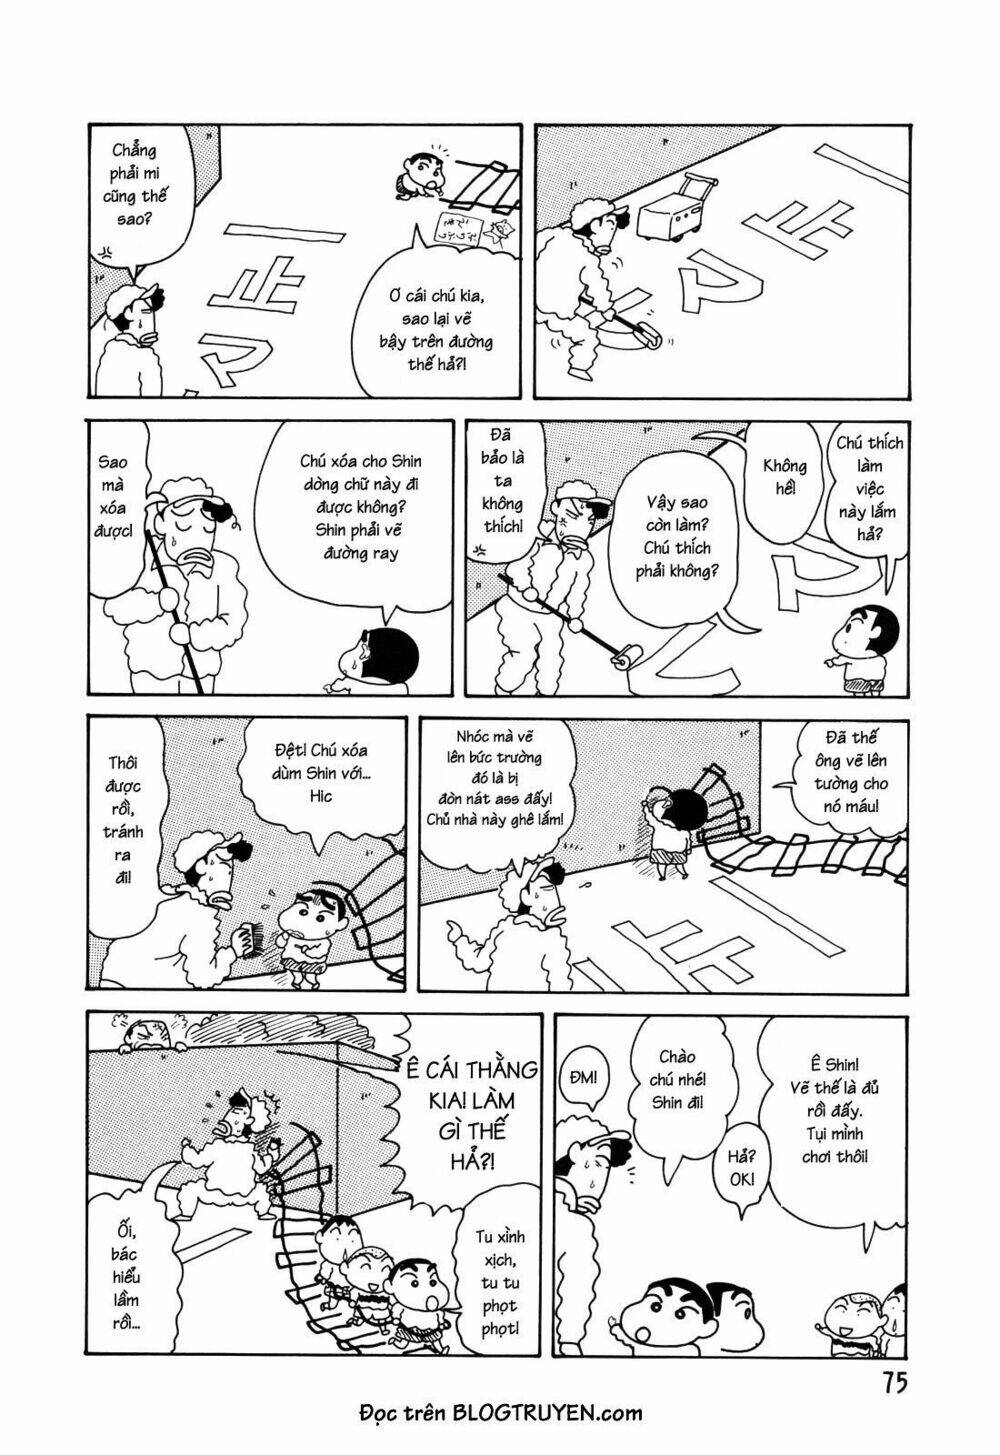 止
マ
Ơ cái chú kia,
sao lại vẽ
bậy trên đường
thế hả?!
Chẳng
phải mi
cũng thế
sao?
止
マ
Chú thích
làm
việc
này lắm
hả?
Không
hề!
Vậy sao
còn làm?
Chú thích
phải không?
Đã
bảo là
ta
không
thích!
マ
レ
Chú xóa cho Shin
dòng chữ này đi
được không?
Shin phải vẽ
đường ray
Sao
mà
xóa
được!
Đã thế
ông vẽ lên
tường cho
nó máu!
Nhóc mà vẽ
lên bức trường
đó là bị
đòn nát ass đấy!
Chủ nhà này ghê lắm!
止
Đệt! Chú xóa
dùm Shin với...
Hic
Thôi
được
rồi,
tránh
ra
đi!
Ê Shin!
Vẽ thế là đủ
rồi đấy.
Tụi mình
chơi thôi!
Hả?
OK!
Chào
chú nhé!
Shin đi!
ĐM!
Ê CÁI THẰNG
KIA! LÀM
GÌ THẾ
HẢ?!
Tu xình
xịch,
tu tu
phọt
phọt!
Ối,
bác
hiểu
lầm
rồi...
75
Đọc trên BLOGTRUYEN.com